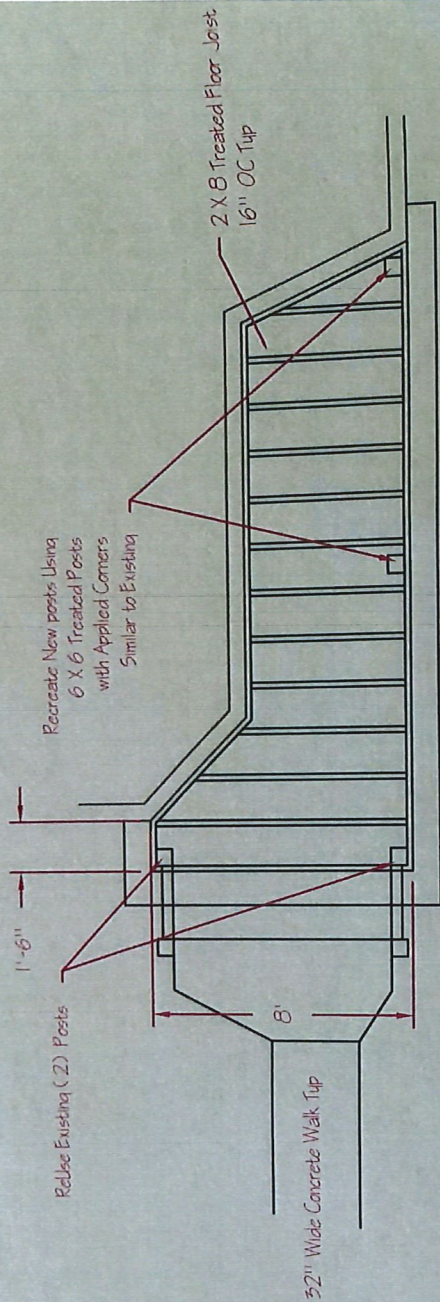 Recreate New posts Using
6 X 6 Treated Posts
with Applied Corners
Similar to Existing
2 X 8 Treated Floor Joist
16" OC Typ
1'-6"
ReUse Existing (2) Posts
8'
32" Wide Concrete Walk Typ